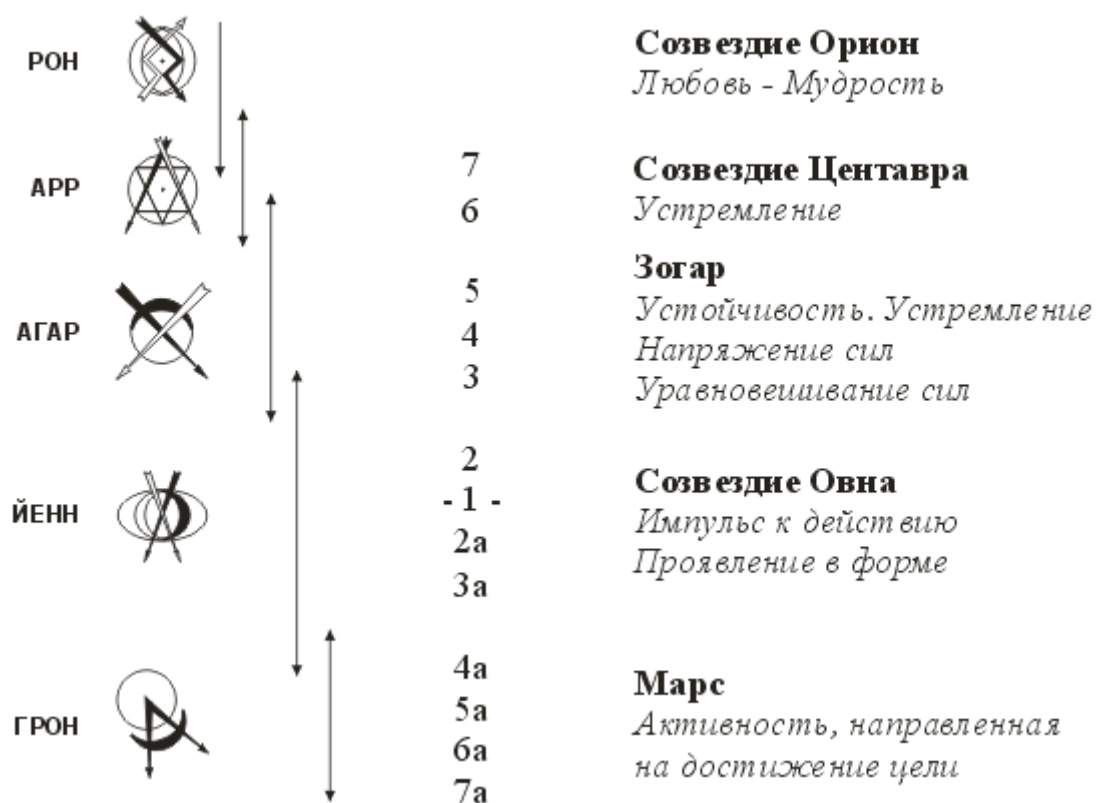 РОН
Созвездие Орион
Любовь - Мудрость
АРР
7
6
Созвездие Центавра
Устремление
АГАР
5
4
3
Зогар
Устойчивость. Устремление
Напряжение сил
Уравновешивание сил
ЙЕНН
2
- 1 -
2а
3а
Созвездие Овна
Импульс к действию
Проявление в форме
ГРОН
4а
5а
6а
7а
Марс
Активность, направленная
на достижение цели